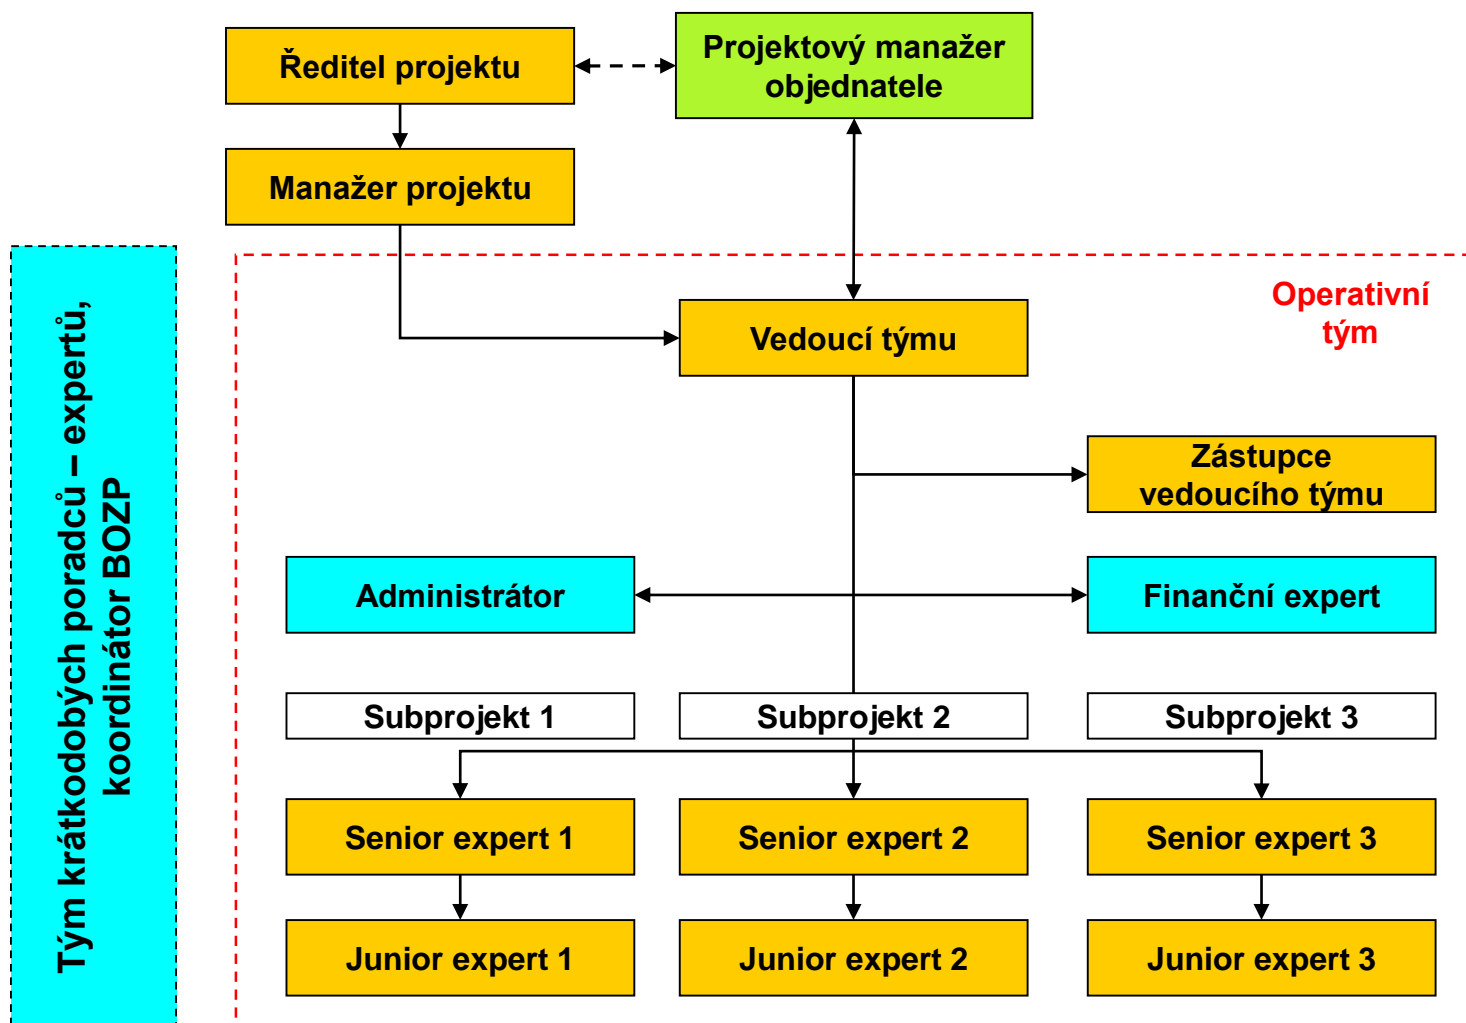 Ředitel projektu
Projektový manažer
objednatele
Manažer projektu
Tým krátkodobých poradců – expertů,
koordinátor BOZP
Operativní
tým
Vedoucí týmu
Zástupce
vedoucího týmu
Administrátor
Finanční expert
Subprojekt 1
Subprojekt 2
Subprojekt 3
Senior expert 1
Senior expert 2
Senior expert 3
Junior expert 1
Junior expert 2
Junior expert 3